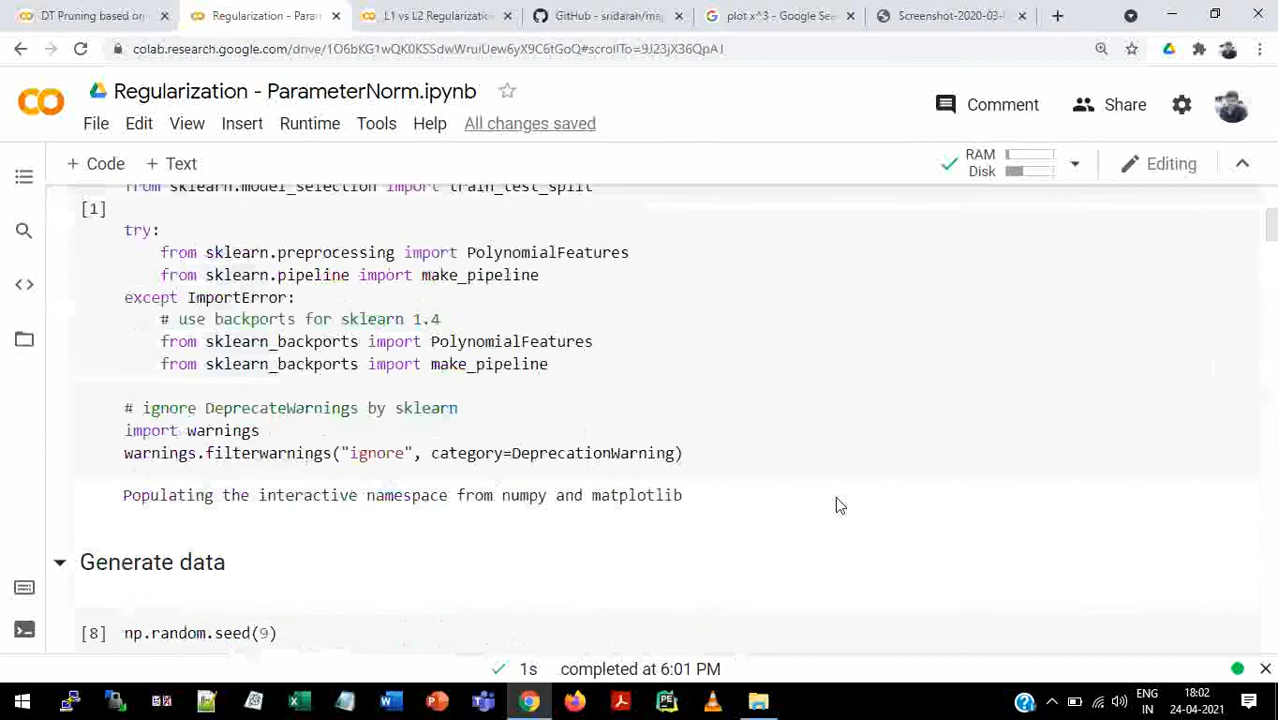 DT Pruning based on
Regularization - Param
L1 vs L2 Regularization
GitHub - sridarah/ma
plot x^3 - Google Sea
Screenshot-2020-03-
colab.research.google.com/drive/1O6bKG1wQK0KSSdwWruiUew6yX9C6tGoQ#scrollTo=9J23jX36QpAJ
Regularization - ParameterNorm.ipynb
Comment
Share
File Edit View Insert Runtime Tools Help All changes saved
+ Code + Text
RAM
Disk
Editing
from sklearn.model_selection import train_test_split
[1]
try:
from sklearn.preprocessing import PolynomialFeatures
from sklearn.pipeline import make_pipeline
except ImportError:
# use backports for sklearn 1.4
from sklearn_backports import PolynomialFeatures
from sklearn_backports import make_pipeline
# ignore DeprecateWarnings by sklearn
import warnings
warnings.filterwarnings("ignore", category=DeprecationWarning)
Populating the interactive namespace from numpy and matplotlib
Generate data
[8] np.random.seed(9)
1s completed at 6:01 PM
ENG
IN
18:02
24-04-2021